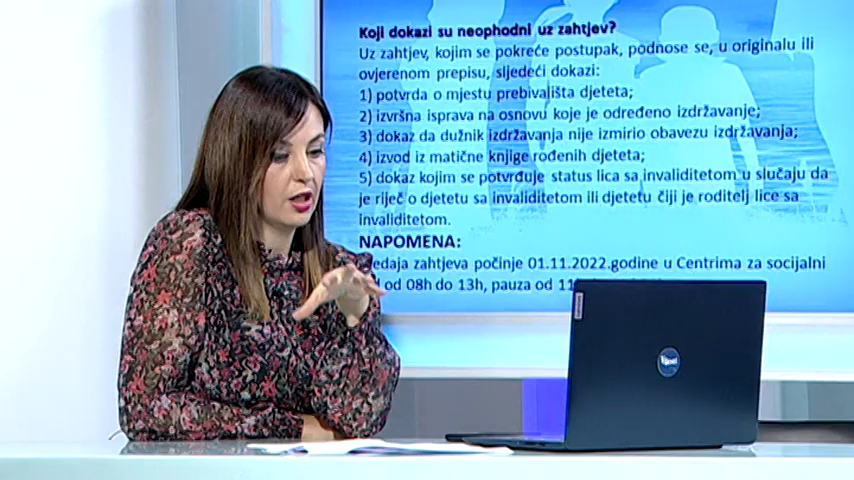 Koji dokazi su neophodni uz zahtjev?
Uz zahtjev, kojim se pokreće postupak, podnose se, u originalu ili
ovjerenom prepisu, sljedeći dokazi:
1) potvrda o mjestu prebivališta djeteta;
2) izvršna isprava na osnovu koje je određeno izdržavanje;
3) dokaz da dužnik izdržavanja nije izmirio obavezu izdržavanja;
4) izvod iz matične knjige rođenih djeteta;
5) dokaz kojim se potvrđuje status lica sa invaliditetom u slučaju da
je riječ o djetetu sa invaliditetom ili djetetu čiji je roditelj lice sa
invaliditetom.
NAPOMENA:
edaja zahtjeva počinje 01.11.2022.godine u Centrima za socijalni
od 08h do 13h, pauza od 11
Lenovo